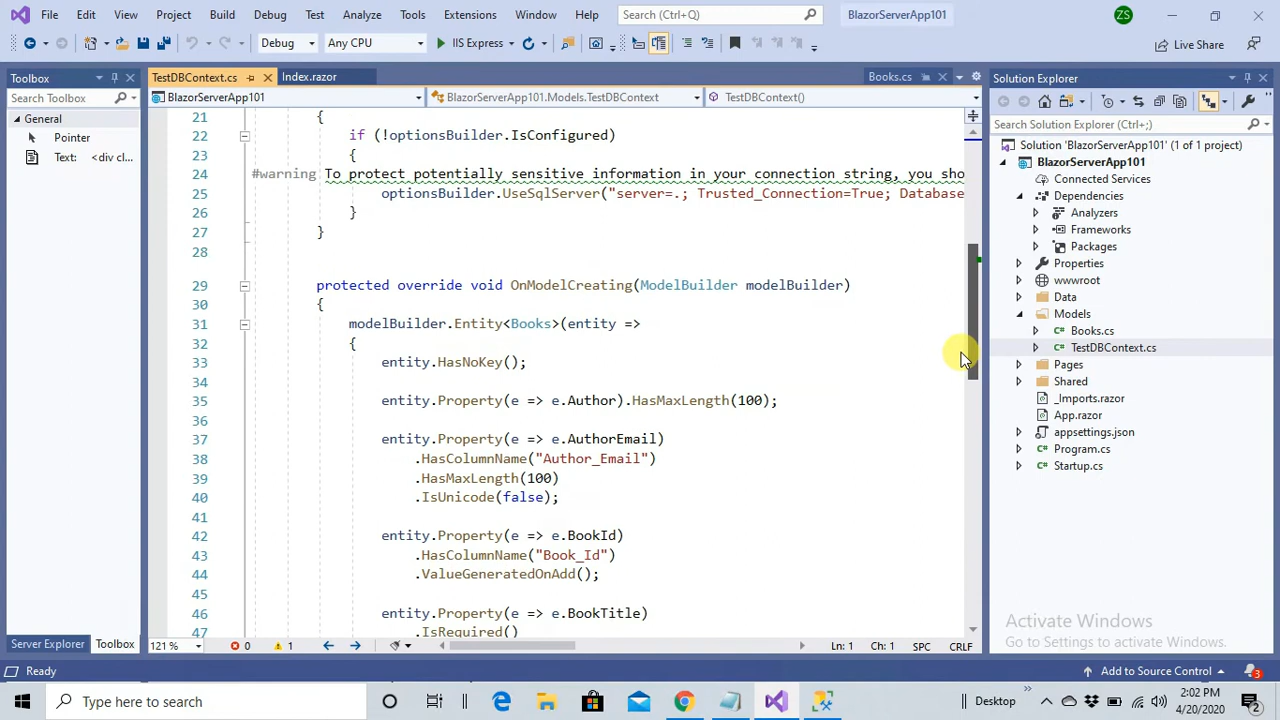 File Edit View Project Build Debug Test Analyze Tools Extensions Window Help Search (Ctrl+Q) BlazorServerApp101 ZS
Debug Any CPU IIS Express Live Share
Toolbox
Search Toolbox
General
Pointer
Text: <div cl...
Server Explorer Toolbox
TestDBContext.cs Index.razor Books.cs
BlazorServerApp101 BlazorServerApp101.Models.TestDBContext TestDBContext()
21 {
22 if (!optionsBuilder.IsConfigured)
23 {
24 #warning To protect potentially sensitive information in your connection string, you sho
25 optionsBuilder.UseSqlServer("server=.; Trusted_Connection=True; Database
26 }
27 }
28
29 protected override void OnModelCreating(ModelBuilder modelBuilder)
30 {
31 modelBuilder.Entity<Books>(entity =>
32 {
33 entity.HasNoKey();
34
35 entity.Property(e => e.Author).HasMaxLength(100);
36
37 entity.Property(e => e.AuthorEmail)
38 .HasColumnName("Author_Email")
39 .HasMaxLength(100)
40 .IsUnicode(false);
41
42 entity.Property(e => e.BookId)
43 .HasColumnName("Book_Id")
44 .ValueGeneratedOnAdd();
45
46 entity.Property(e => e.BookTitle)
47 .IsRequired()
121 % 0 1 Ln: 1 Ch: 1 SPC CRLF
Solution Explorer
Search Solution Explorer (Ctrl+;)
Solution 'BlazorServerApp101' (1 of 1 project)
BlazorServerApp101
Connected Services
Dependencies
Analyzers
Frameworks
Packages
Properties
wwwroot
Data
Models
C# Books.cs
C# TestDBContext.cs
Pages
Shared
_Imports.razor
App.razor
appsettings.json
C# Program.cs
C# Startup.cs
Activate Windows
Go to Settings to activate Windows.
Ready Add to Source Control 3
Type here to search Desktop 2:02 PM
4/20/2020 2